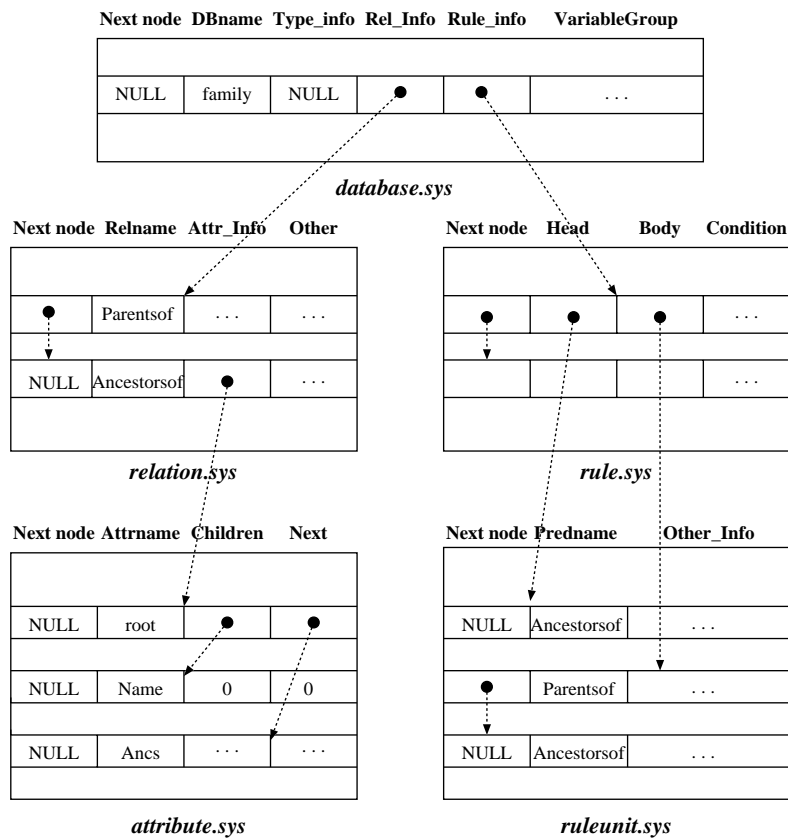 Next node DBname Type_info Rel_Info Rule_info VariableGroup
NULL family NULL . . .
database.sys
Next node Relname Attr_Info Other
Parentsof . . . . . .
NULL Ancestorsof . . .
relation.sys
Next node Head Body Condition
. . .
. . .
rule.sys
Next node Attrname Children Next
NULL root
NULL Name 0 0
NULL Ancs . . . . . .
attribute.sys
Next node Predname Other_Info
NULL Ancestorsof . . .
Parentsof . . .
NULL Ancestorsof . . .
ruleunit.sys